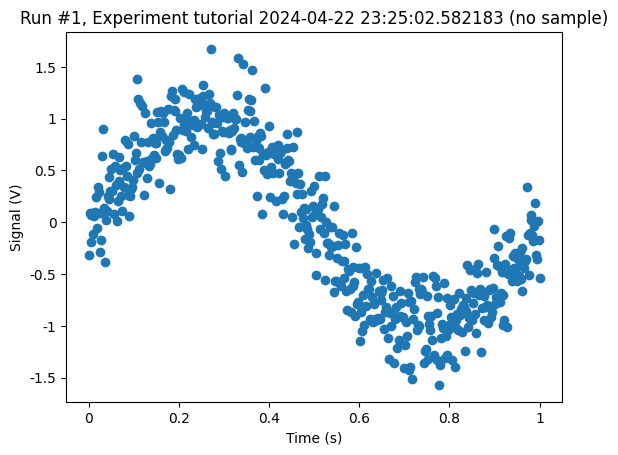 Run #1, Experiment tutorial 2024-04-22 23:25:02.582183 (no sample)
1.5
1
0.5
0
-0.5
-1
-1.5
Signal (V)
0 0.2 0.4 0.6 0.8 1
Time (s)